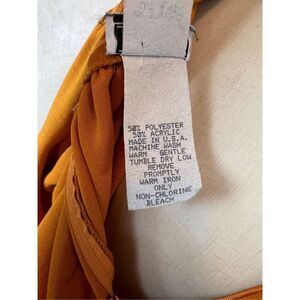 50% POLYESTER
50% ACRYLIC
MADE IN U.S.A.
MACHINE WASH
WARM GENTLE
TUMBLE DRY LOW
REMOVE
PROMPTLY
WARM IRON
ONLY
NON-CHLORINE
BLEACH